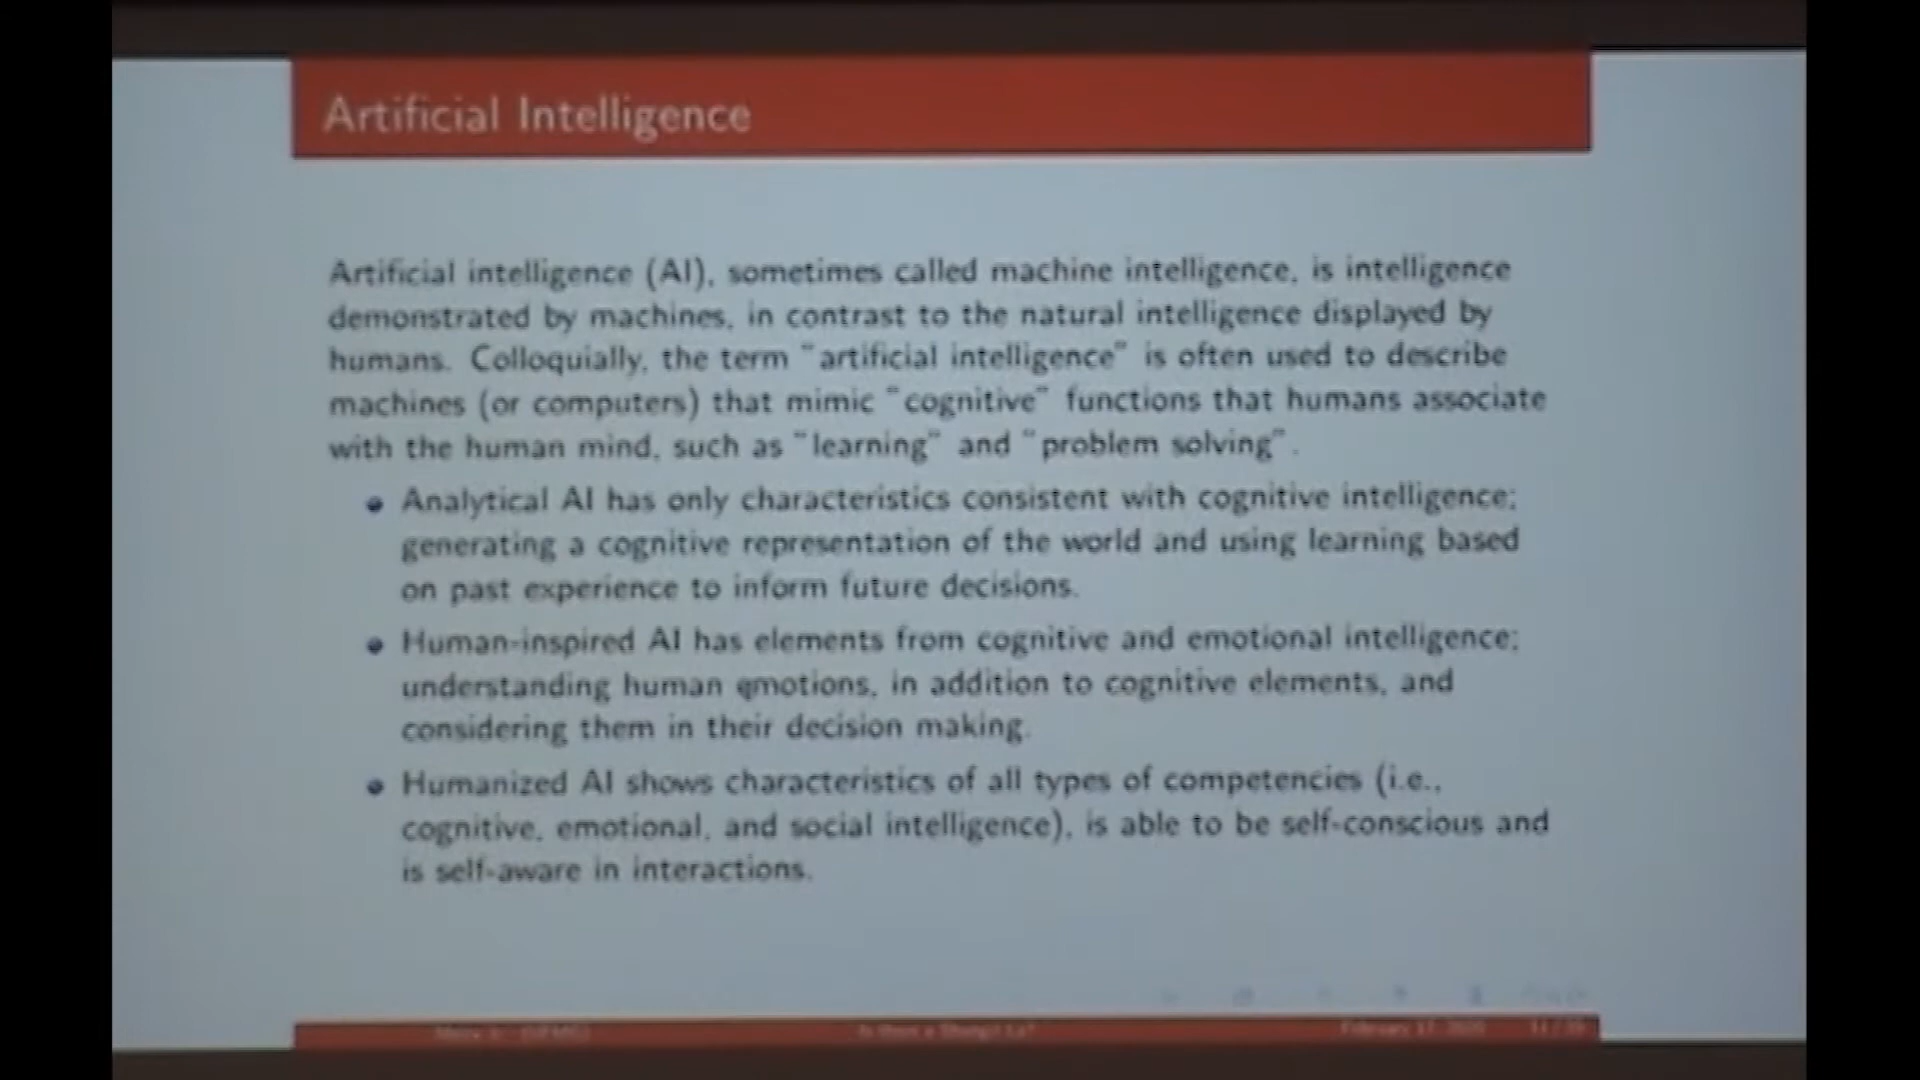 Artificial Intelligence
Artificial intelligence (AI), sometimes called machine intelligence, is intelligence
demonstrated by machines, in contrast to the natural intelligence displayed by
humans. Colloquially, the term "artificial intelligence" is often used to describe
machines (or computers) that mimic "cognitive" functions that humans associate
with the human mind, such as "learning" and "problem solving".
• Analytical AI has only characteristics consistent with cognitive intelligence;
generating a cognitive representation of the world and using learning based
on past experience to inform future decisions.
• Human-inspired AI has elements from cognitive and emotional intelligence;
understanding human emotions, in addition to cognitive elements, and
considering them in their decision making.
• Humanized AI shows characteristics of all types of competencies (i.e.,
cognitive, emotional, and social intelligence), is able to be self-conscious and
is self-aware in interactions.
February 17, 2020